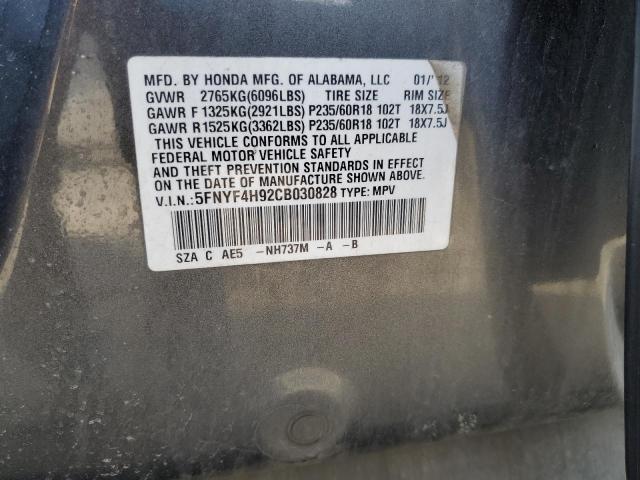 MFD. BY HONDA MFG. OF ALABAMA, LLC 01/'12
GVWR 2765KG(6096LBS) TIRE SIZE RIM SIZE
GAWR F 1325KG(2921LBS) P235/60R18 102T 18X7.5J
GAWR R1525KG(3362LBS) P235/60R18 102T 18X7.5J
THIS VEHICLE CONFORMS TO ALL APPLICABLE
FEDERAL MOTOR VEHICLE SAFETY
AND THEFT PREVENTION STANDARDS IN EFFECT ON
THE DATE OF MANUFACTURE SHOWN ABOVE.
V.I.N.:5FNYF4H92CB030828 TYPE: MPV
SZA C AE5 -NH737M -A -B